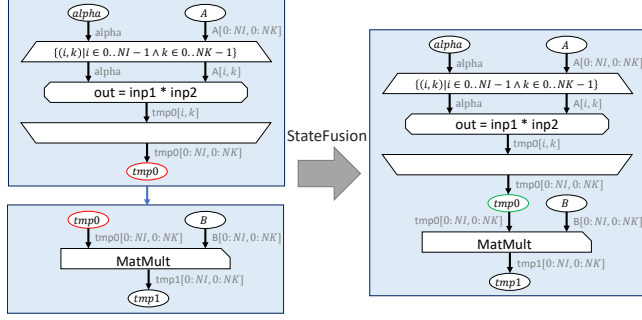 alpha A
alpha A[0:NI, 0:NK]
{(i, k)|i ∈ 0..NI − 1 ∧ k ∈ 0..NK − 1}
alpha A[i, k]
out = inp1 * inp2
tmp0[i, k]
tmp0[0: NI, 0: NK]
tmp0
tmp0 B
tmp0[0: NI, 0: NK] B[0: NI, 0: NK]
MatMult
tmp1[0: NI, 0: NK]
tmp1
StateFusion
alpha A
alpha A[0: NI, 0: NK]
{(i, k)|i ∈ 0..NI − 1 ∧ k ∈ 0..NK − 1}
alpha A[i, k]
out = inp1 * inp2
tmp0[i, k]
tmp0[0: NI, 0: NK]
tmp0 B
tmp0[0: NI, 0: NK] B[0: NI, 0: NK]
MatMult
tmp1[0: NI, 0: NK]
tmp1